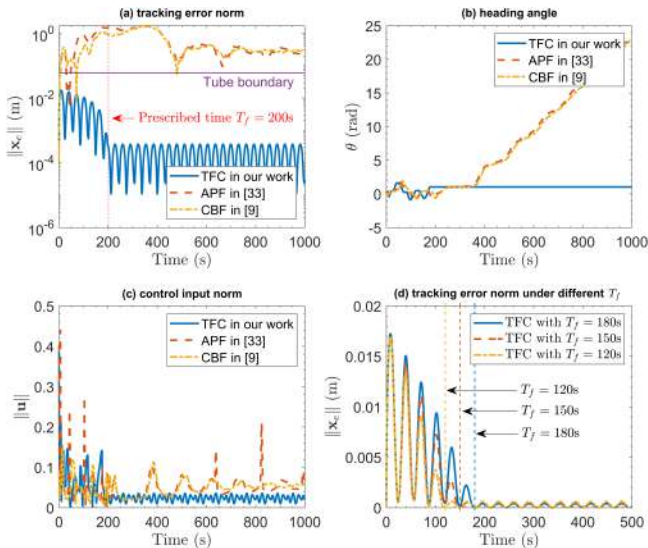 (a) tracking error norm
10^0
10^-2
10^-4
10^-6
‖x_e‖ (m)
Tube boundary
Prescribed time T_f = 200s
TFC in our work
APF in [33]
CBF in [9]
0 200 400 600 800 1000
Time (s)
(b) heading angle
25
20
15
10
5
0
-5
θ (rad)
TFC in our work
APF in [33]
CBF in [9]
0 200 400 600 800 1000
Time (s)
(c) control input norm
0.5
0.4
0.3
0.2
0.1
0
‖u‖
TFC in our work
APF in [33]
CBF in [9]
0 200 400 600 800 1000
Time (s)
(d) tracking error norm under different T_f
0.02
0.015
0.01
0.005
0
‖x_e‖ (m)
TFC with T_f = 180s
TFC with T_f = 150s
TFC with T_f = 120s
T_f = 120s
T_f = 150s
T_f = 180s
0 100 200 300 400 500
Time (s)